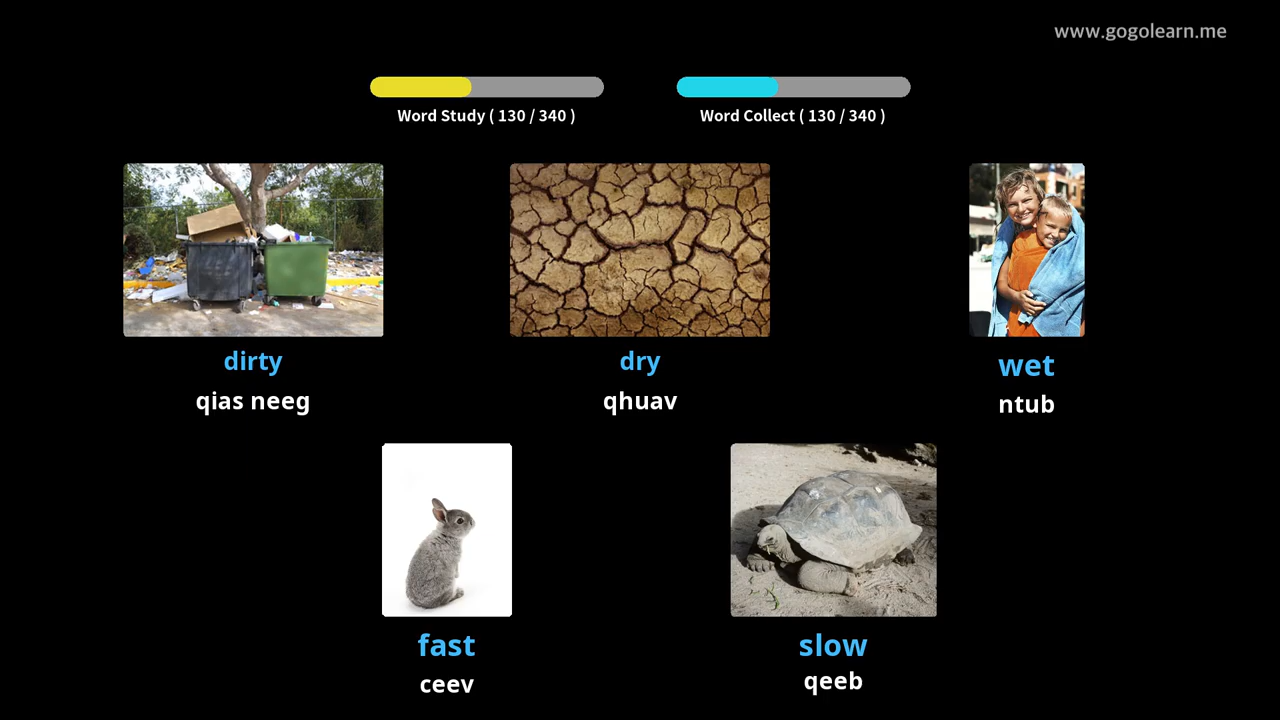 www.gogolearn.me
Word Study ( 130 / 340 )
Word Collect ( 130 / 340 )
dirty
qias neeg
dry
qhuav
wet
ntub
fast
ceev
slow
qeeb